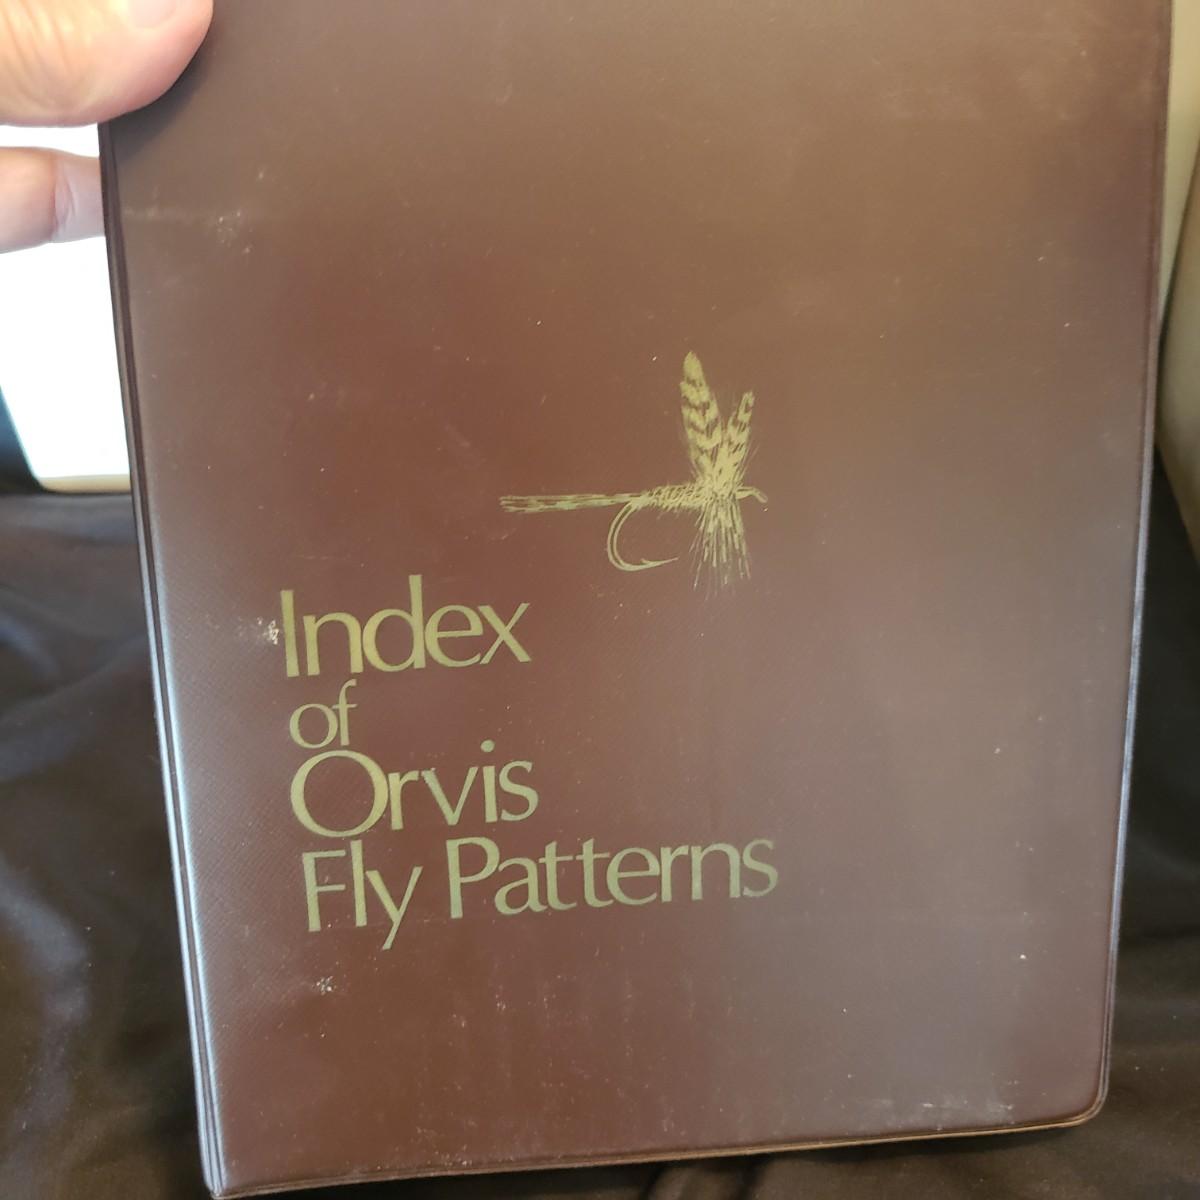 Index
of
Orvis
Fly Patterns